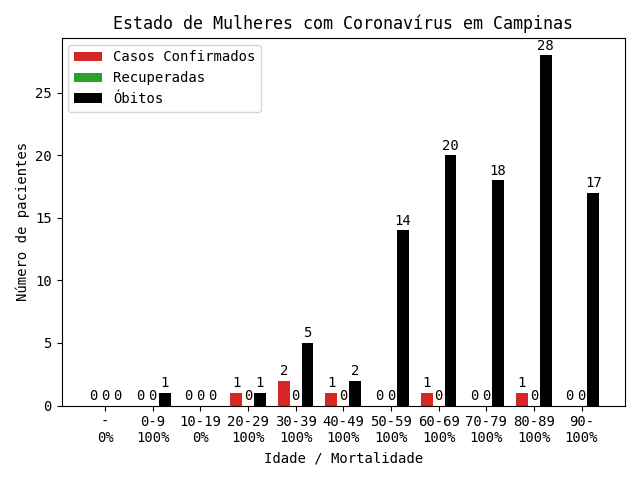 Estado de Mulheres com Coronavírus em Campinas
Casos Confirmados
Recuperadas
Óbitos
Número de pacientes
25
20
15
10
5
0
0 0 0
0 0 1
0 0 0
1 0 1
2 0 5
1 0 2
0 0 14
1 0 20
0 0 18
1 0 28
0 0 17
- 0-9 10-19 20-29 30-39 40-49 50-59 60-69 70-79 80-89 90-
0% 100% 0% 100% 100% 100% 100% 100% 100% 100% 100%
Idade / Mortalidade